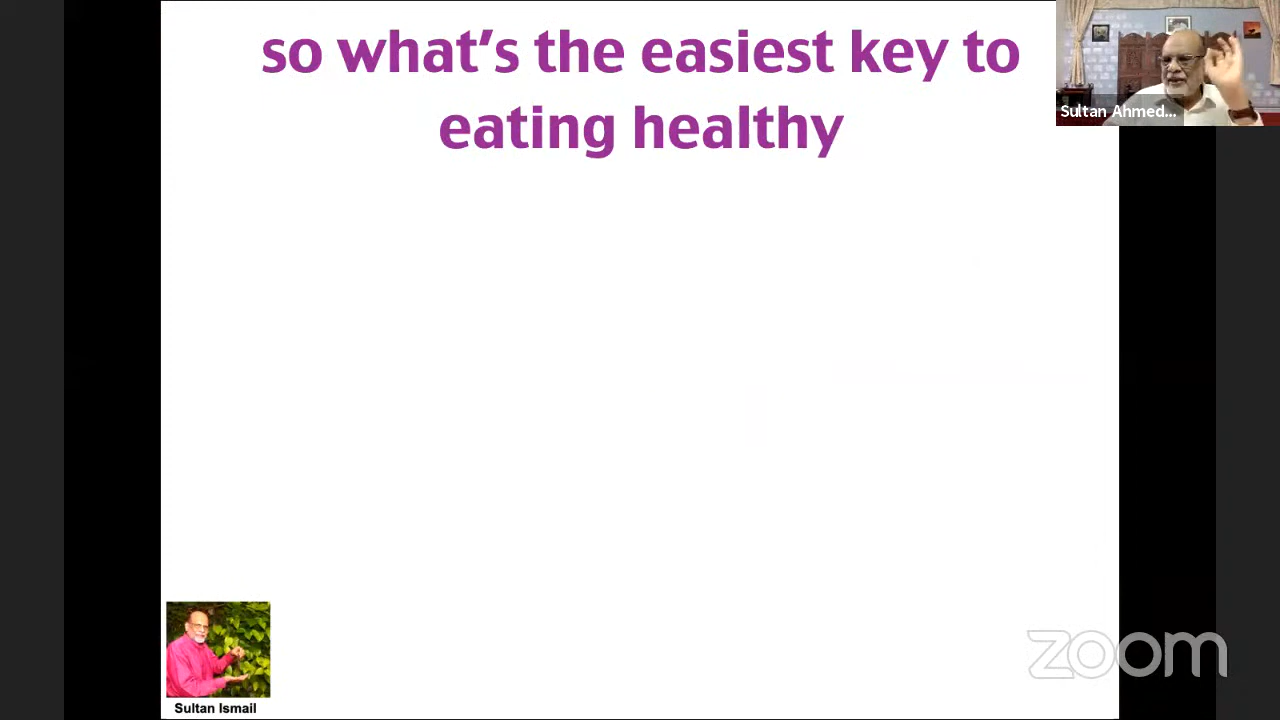 so what’s the easiest key to
eating healthy
Sultan Ahmed...
zoom
Sultan Ismail